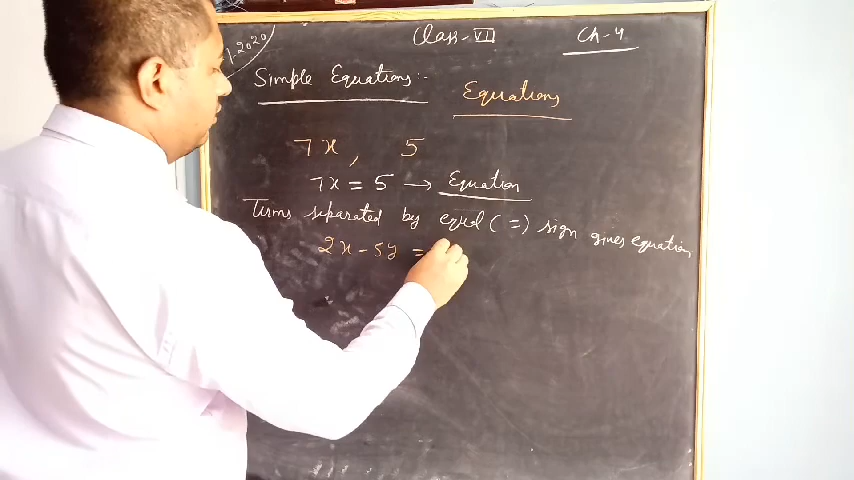 Class-VII
Ch-4
1.2020
Simple Equations:-
Equations
7x, 5
7x = 5 → Equation
Terms separated by equal (=) sign gives equation
2x - 5y =